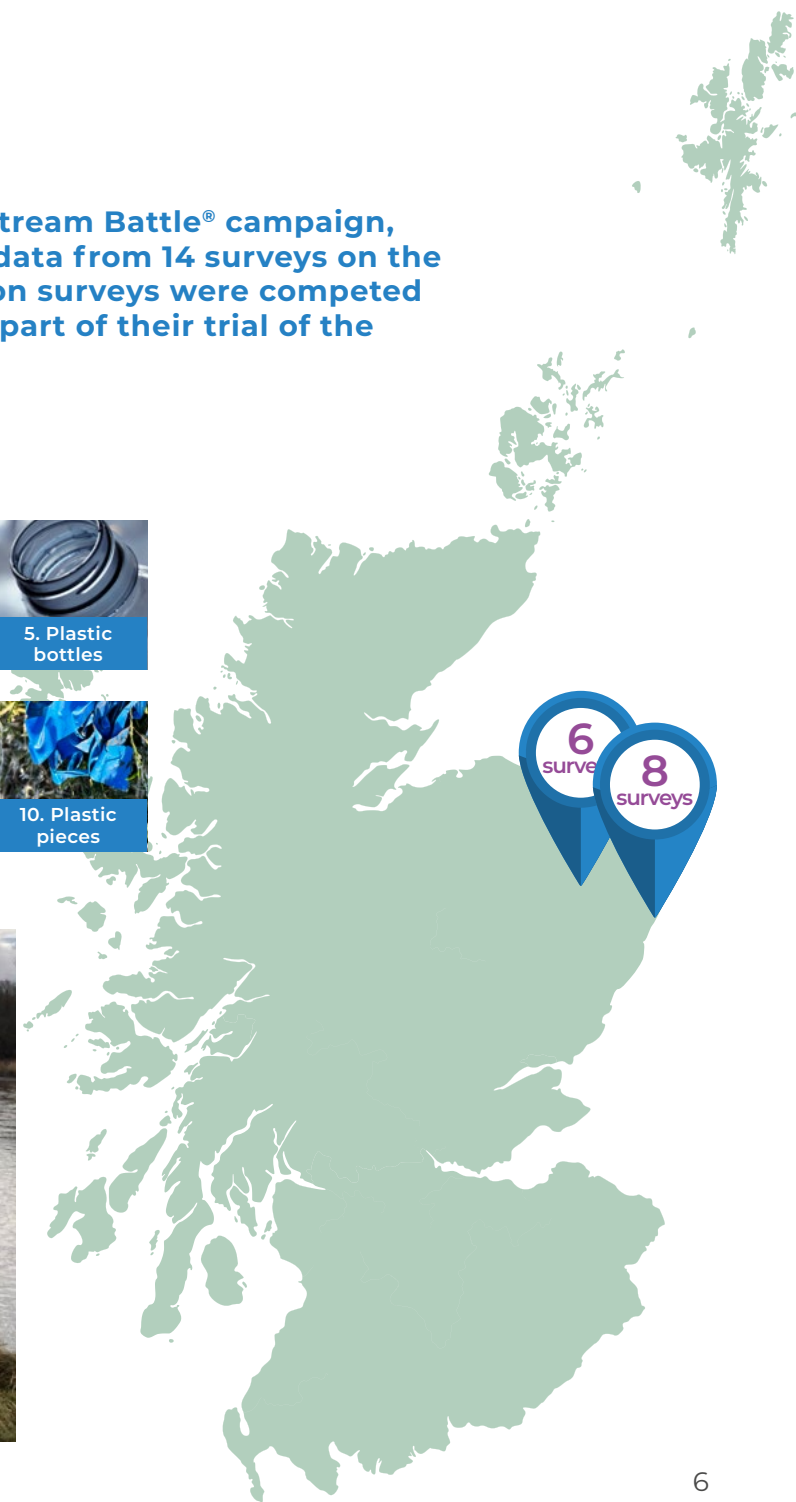 tream Battle® campaign,
data from 14 surveys on the
on surveys were competed
part of their trial of the
5. Plastic
bottles
10. Plastic
pieces
6
surve
8
surveys
6